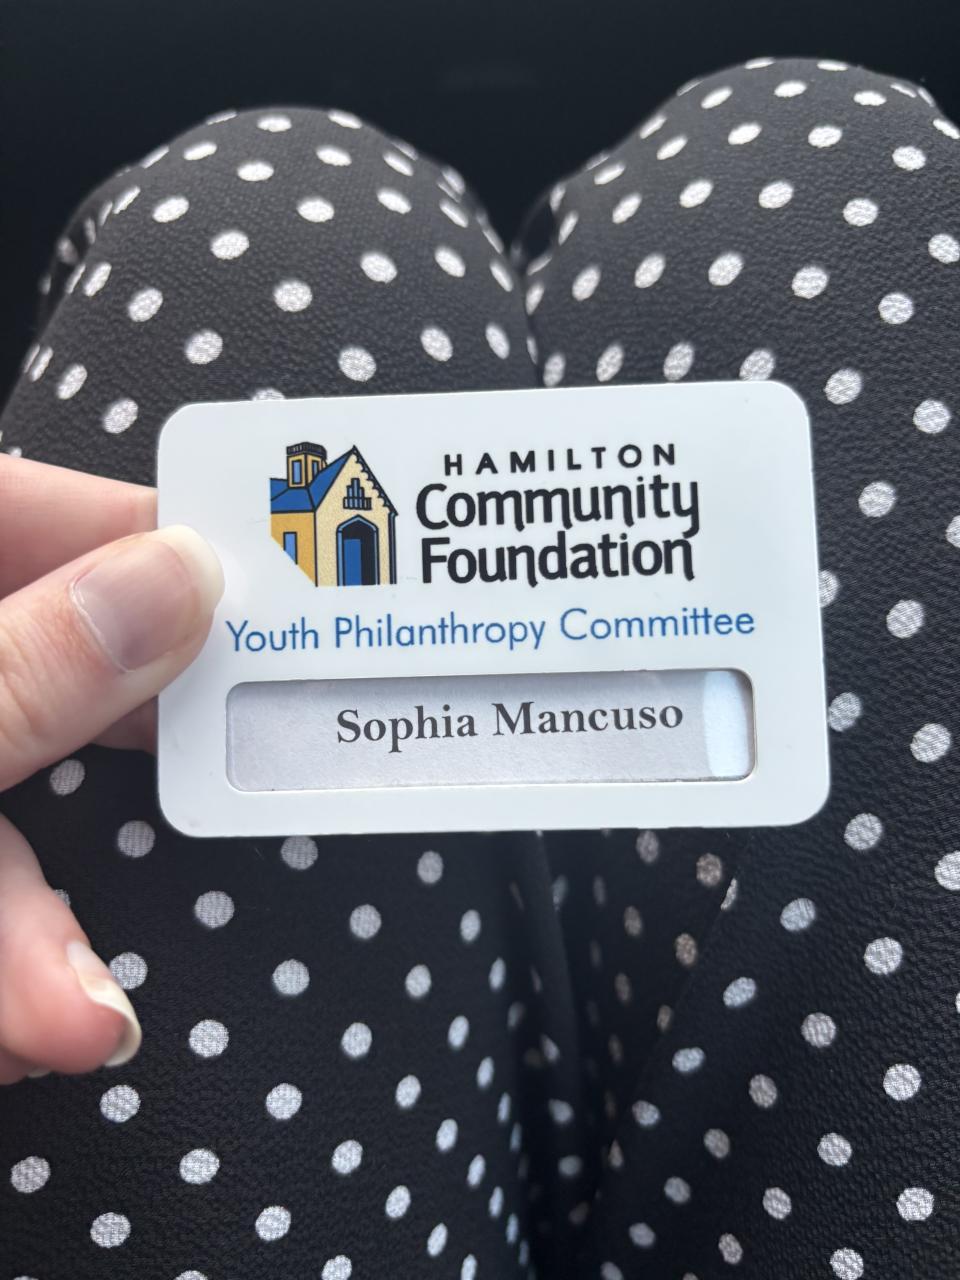 HAMILTON
Community
Foundation
Youth Philanthropy Committee
Sophia Mancuso